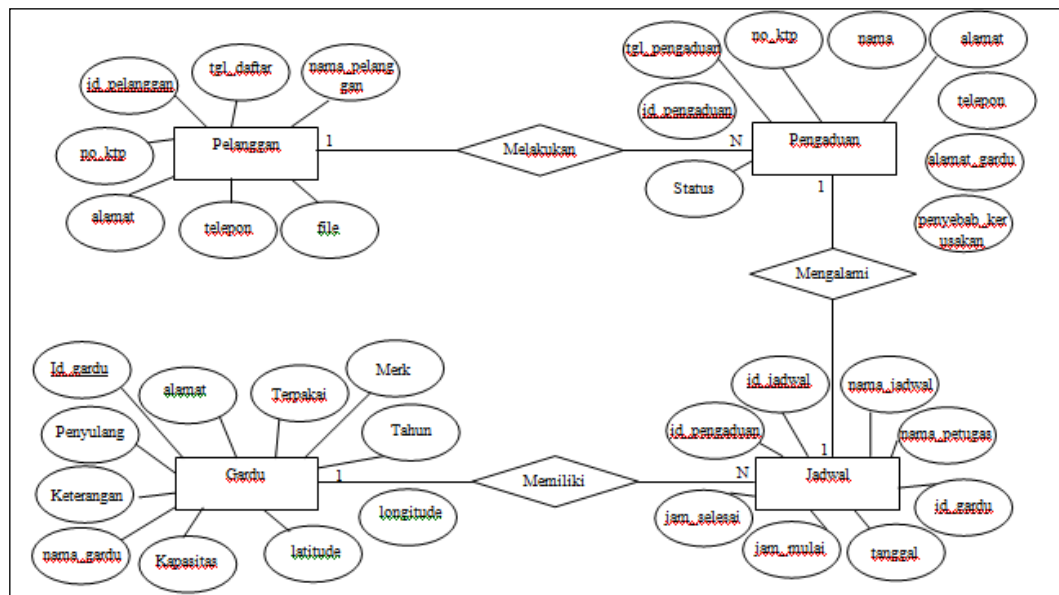 tgl_daftar
nama_pelang
gan
id_pelanggan
no_ktp
Pelanggan
alamat
telepon
file
1
Melakukan
N
tgl_pengaduan
no_ktp
nama
alamat
id_pengaduan
telepon
Pengaduan
alamat_gardu
Status
penyebab_ker
usakan
1
Mengalami
1
Id_gardu
alamat
Terpakai
Merk
Penyulang
Tahun
Keterangan
Gardu
nama_gardu
Kapasitas
latitude
longitude
1
Memiliki
N
id_jadwal
nama_jadwal
id_pengaduan
nama_petugas
Jadwal
jam_selesai
id_gardu
jam_mulai
tanggal